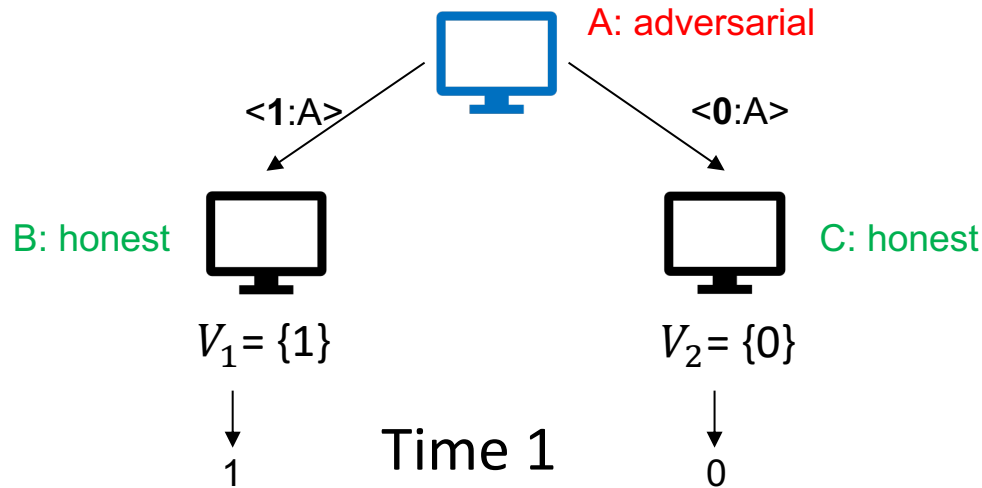 A: adversarial
<1:A>
<0:A>
B: honest
C: honest
V₁= {1}
V₂= {0}
Time 1
1
0